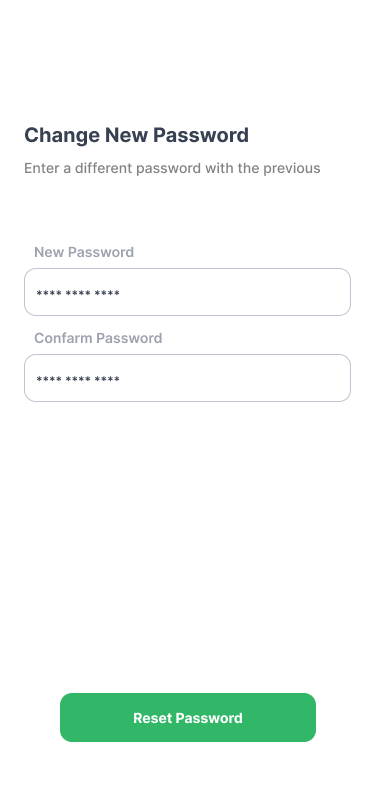 Change New Password
Enter a different password with the previous
New Password
**** **** ****
Confarm Password
**** **** ****
Reset Password